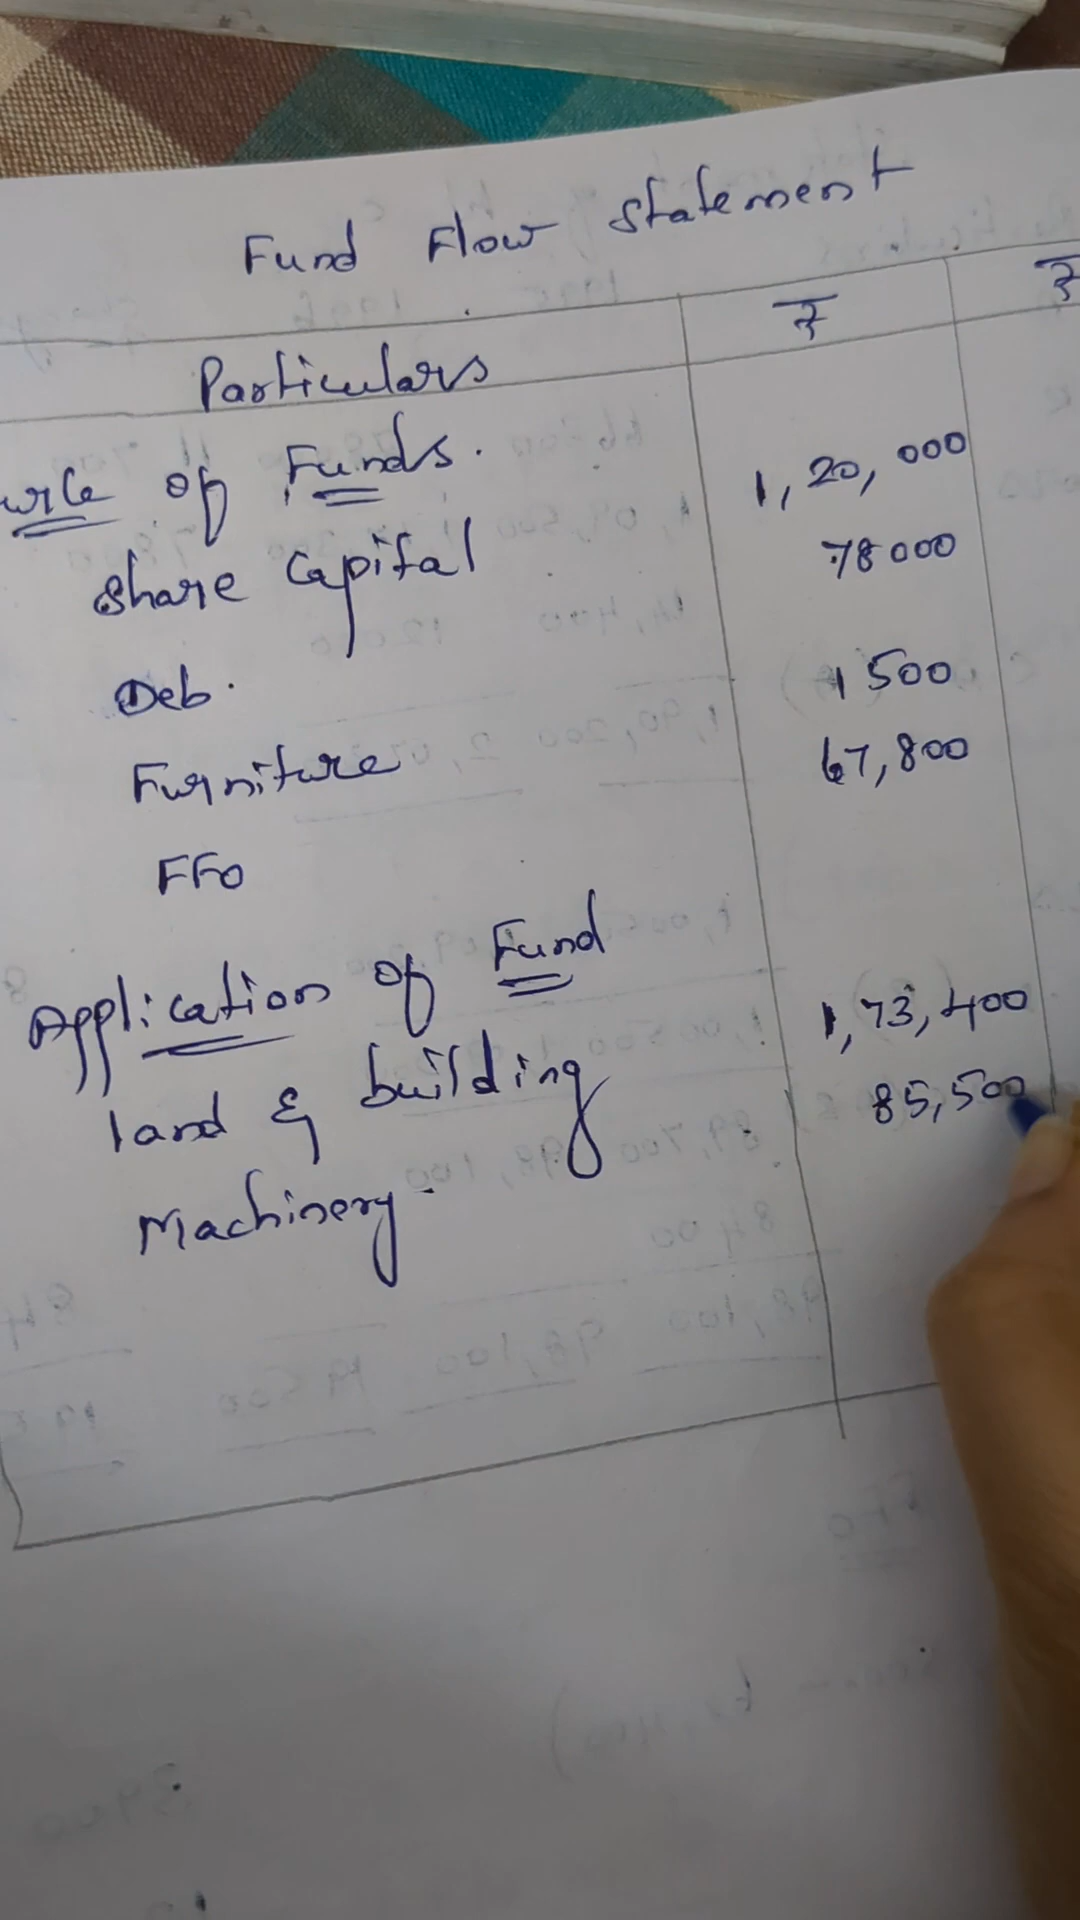 Fund Flow Statement
Particulars ₹ ₹
of Funds.
Share Capital 1,20,000
Deb. 78000
Furniture 1500
FFO 67,800
Application of Fund
land & building 1,73,400
Machinery 85,500